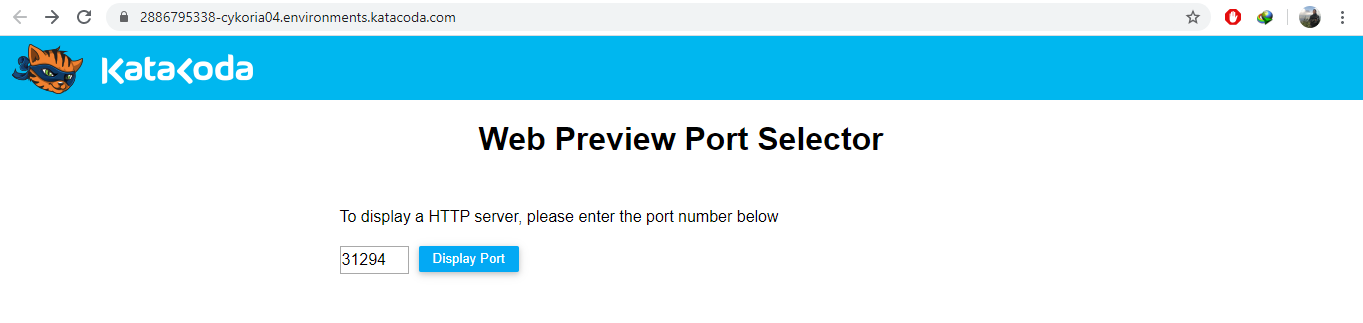 2886795338-cykoria04.environments.katacoda.com
Katacoda
Web Preview Port Selector
To display a HTTP server, please enter the port number below
31294 Display Port